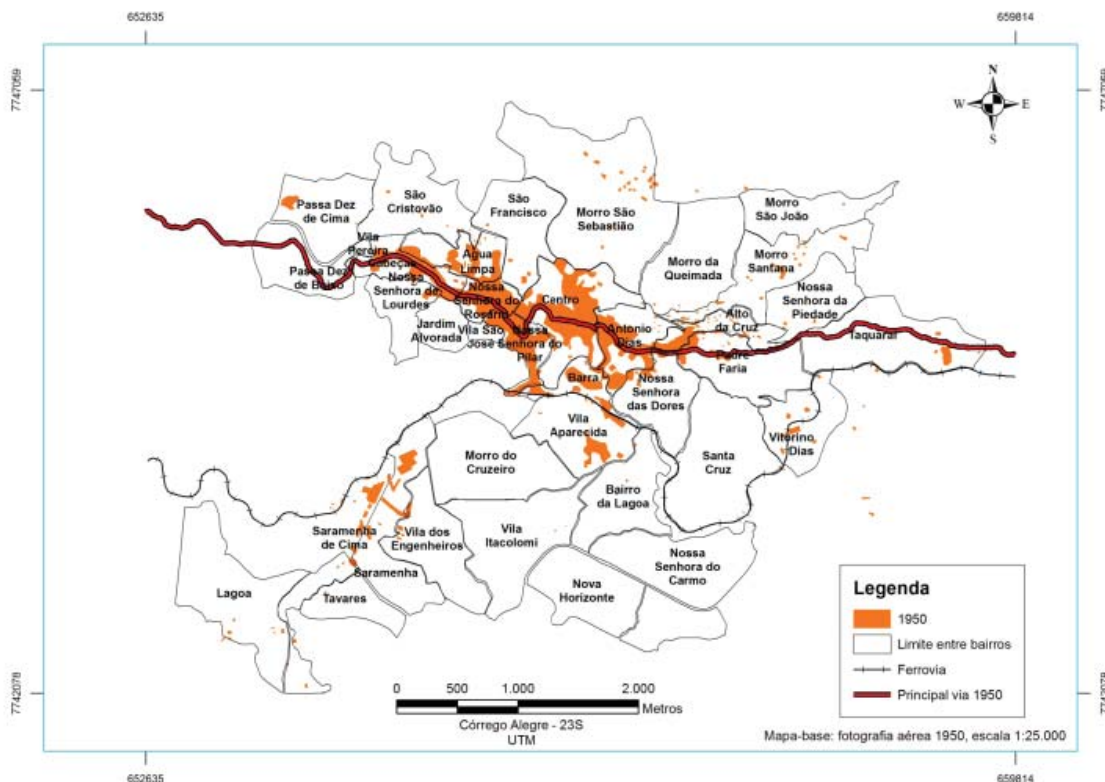 652635
659814
7747059
7747059
N
W
E
S
Passa Dez
de Cima
São
Cristovão
São
Francisco
Morro São
Sebastião
Morro
São João
Vila
Pereira
Cabeças
Água
Limpa
Morro da
Queimada
Morro
Santana
Passa Dez
de Baixo
Nossa
Senhora de
Lourdes
Nossa
Senhora do
Rosário
Centro
Nossa
Senhora da
Piedade
Jardim
Alvorada
Vila São
José
Nossa
Senhora do
Pilar
Antonio
Dias
Alto
da Cruz
Padre
Faria
Taquaral
Barra
Nossa
Senhora
das Dores
Vila
Aparecida
Morro do
Cruzeiro
Santa
Cruz
Vitorino
Dias
Bairro
da Lagoa
Saramenha
de Cima
Vila dos
Engenheiros
Vila
Itacolomi
Nossa
Senhora do
Carmo
Saramenha
Lagoa
Tavares
Nova
Horizonte
Legenda
1950
Limite entre bairros
Ferrovia
Principal via 1950
0 500 1.000 2.000
Metros
Córrego Alegre - 23S
UTM
Mapa-base: fotografia aérea 1950, escala 1:25.000
7742078
7742078
652635
659814